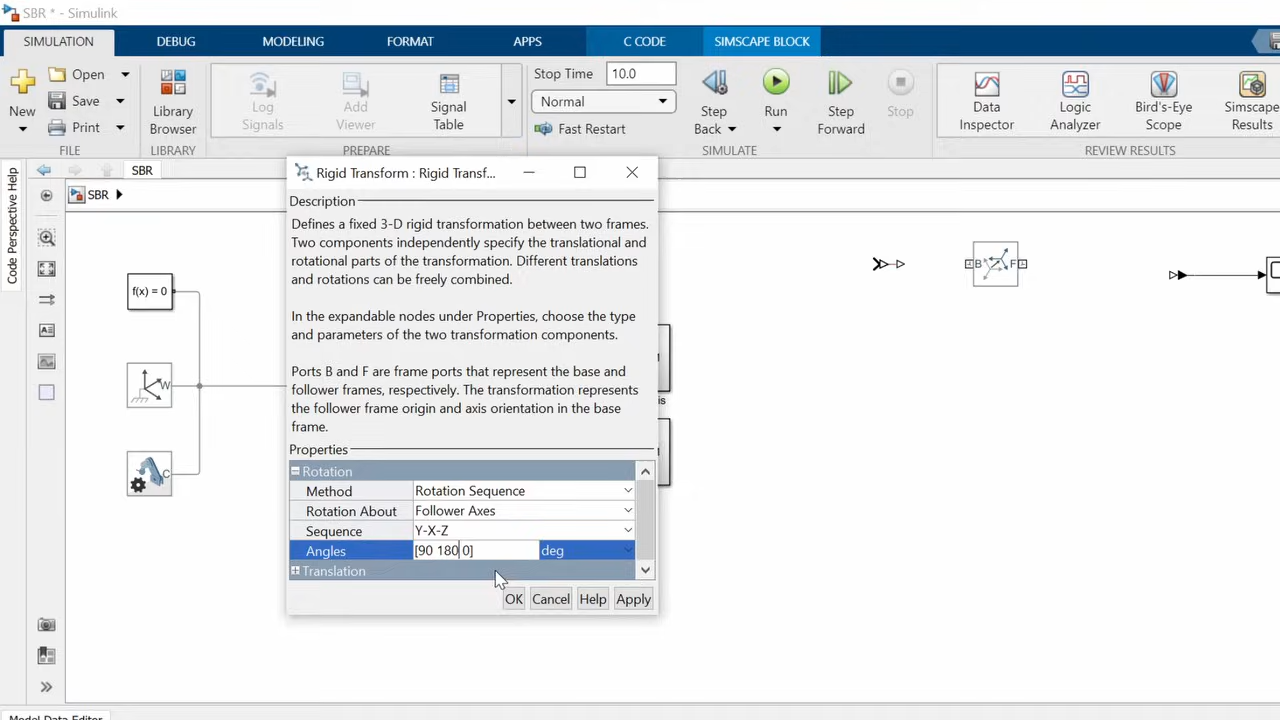 SBR * - Simulink
SIMULATION DEBUG MODELING FORMAT APPS C CODE SIMSCAPE BLOCK
New
Open
Save
Print
FILE
Library
Browser
LIBRARY
Log
Signals
Add
Viewer
Signal
Table
PREPARE
Stop Time 10.0
Normal
Fast Restart
Step
Back
Run
Step
Forward
Stop
SIMULATE
Data
Inspector
Logic
Analyzer
Bird's-Eye
Scope
Simscape
Results
REVIEW RESULTS
Code Perspective Help
SBR
SBR
f(x) = 0
W
C
Rigid Transform : Rigid Transf...
Description
Defines a fixed 3-D rigid transformation between two frames.
Two components independently specify the translational and
rotational parts of the transformation. Different translations
and rotations can be freely combined.
In the expandable nodes under Properties, choose the type
and parameters of the two transformation components.
Ports B and F are frame ports that represent the base and
follower frames, respectively. The transformation represents
the follower frame origin and axis orientation in the base
frame.
Properties
Rotation
Method Rotation Sequence
Rotation About Follower Axes
Sequence Y-X-Z
Angles [90 180 0] deg
Translation
OK Cancel Help Apply
is
B F
Model Data Editor